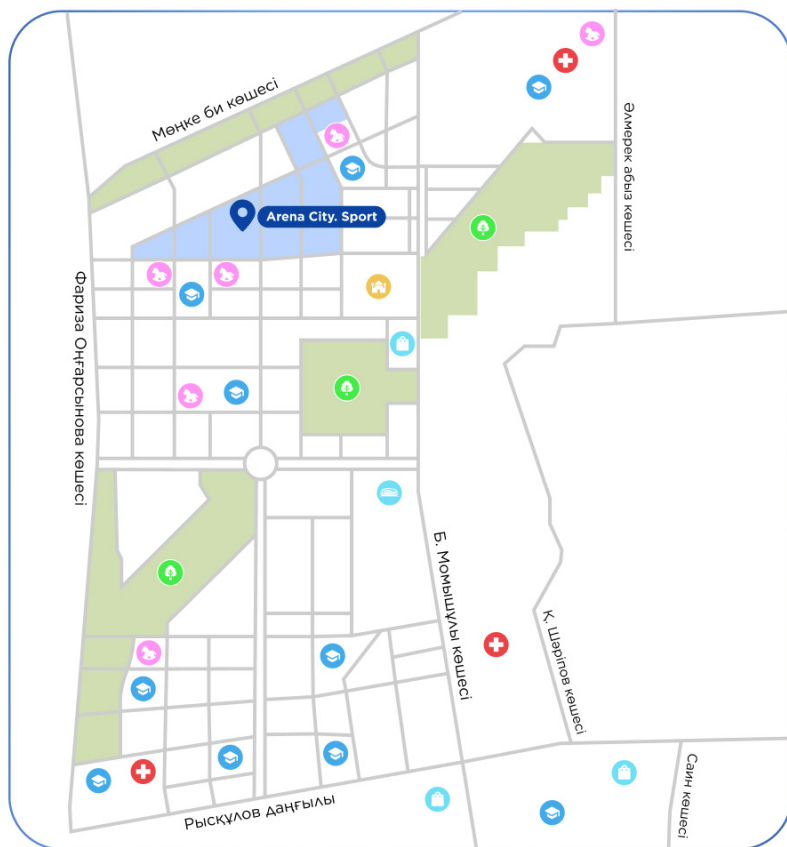 Мөңке би көшесі
Әлмерек абыз көшесі
Arena City. Sport
Фариза Оңғарсынова көшесі
Б. Момышұлы көшесі
Қ. Шәріпов көшесі
Саин көшесі
Рысқұлов даңғылы